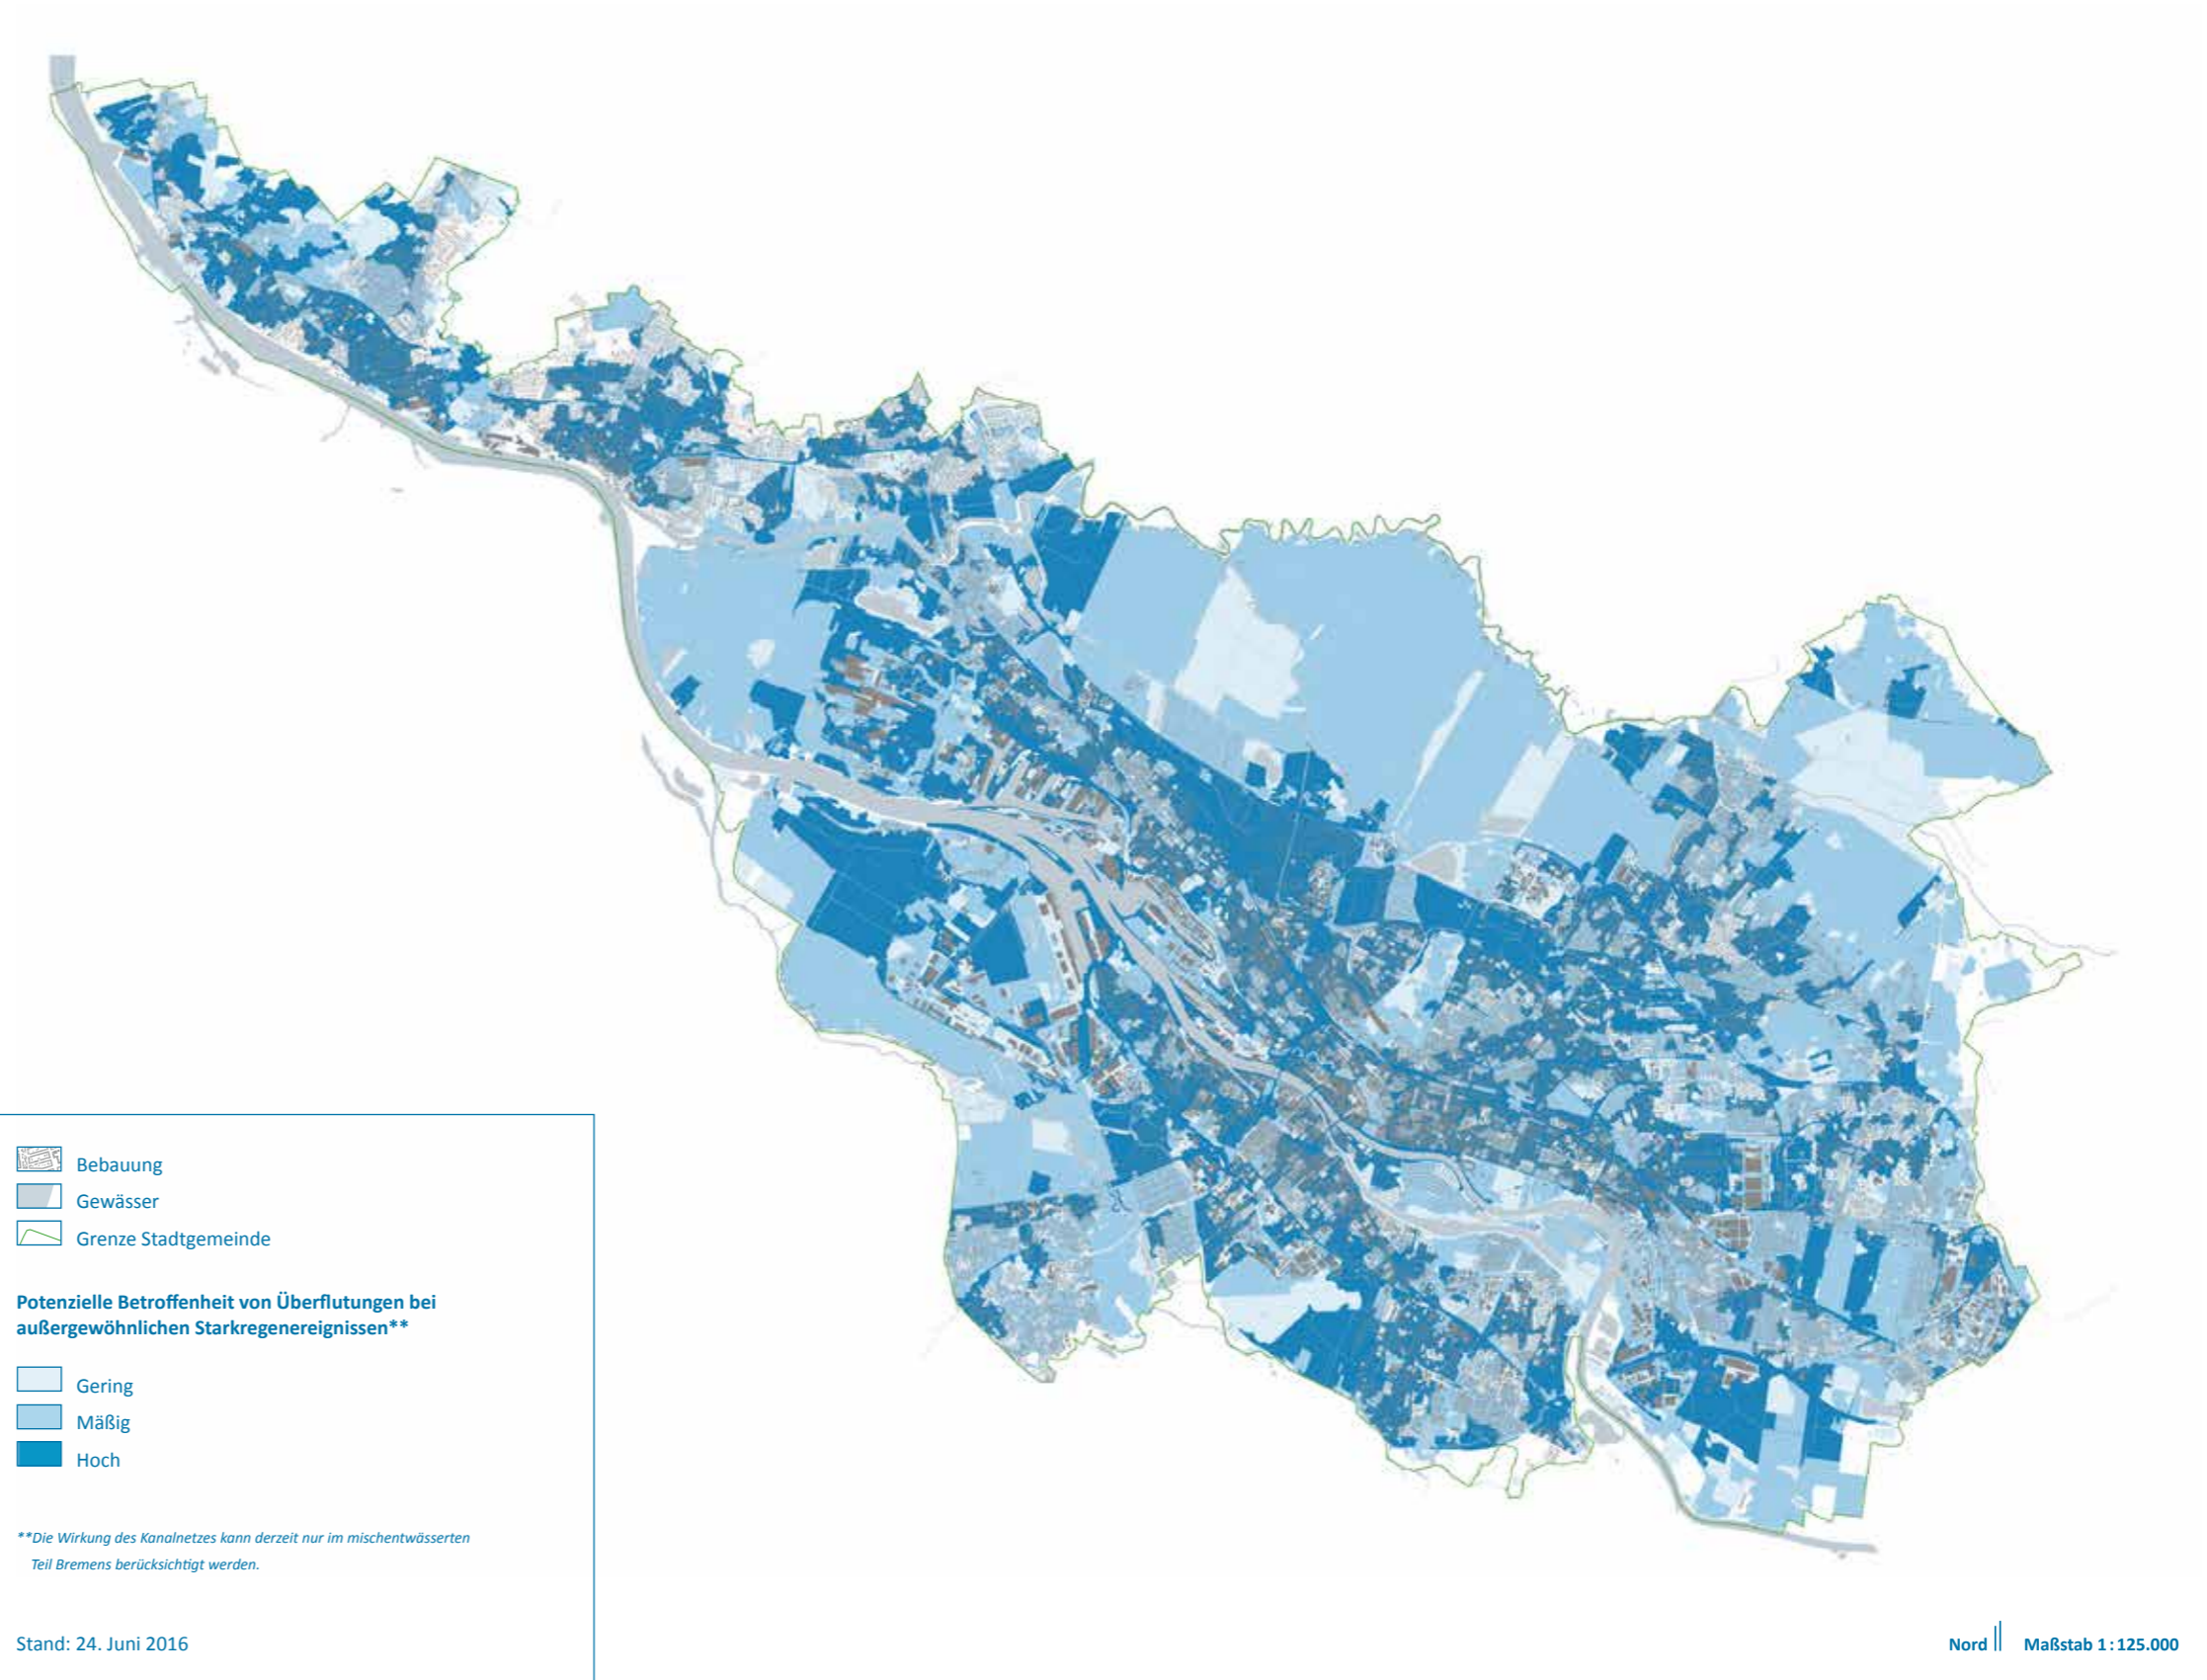 Bebauung
Gewässer
Grenze Stadtgemeinde
Potenzielle Betroffenheit von Überflutungen bei
außergewöhnlichen Starkregenereignissen**
Gering
Mäßig
Hoch
**Die Wirkung des Kanalnetzes kann derzeit nur im mischentwässerten
Teil Bremens berücksichtigt werden.
Stand: 24. Juni 2016
Nord Maßstab 1:125.000